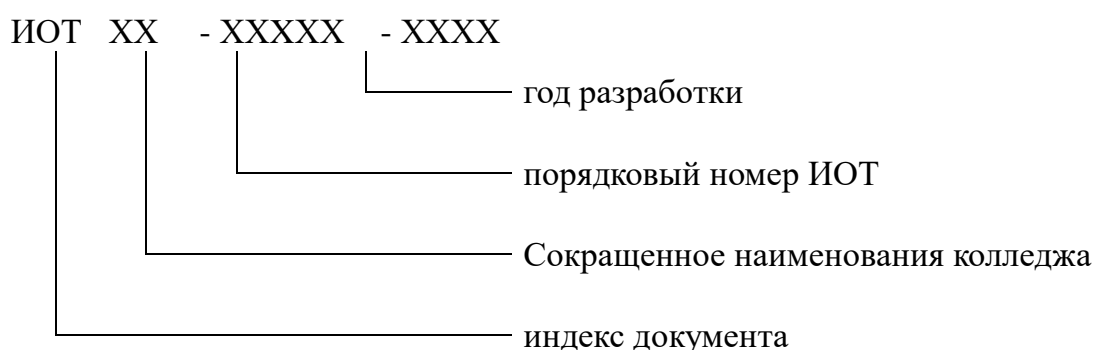 ИОТ ХХ - ХХХХХ - ХХХХ
год разработки
порядковый номер ИОТ
Сокращенное наименования колледжа
индекс документа